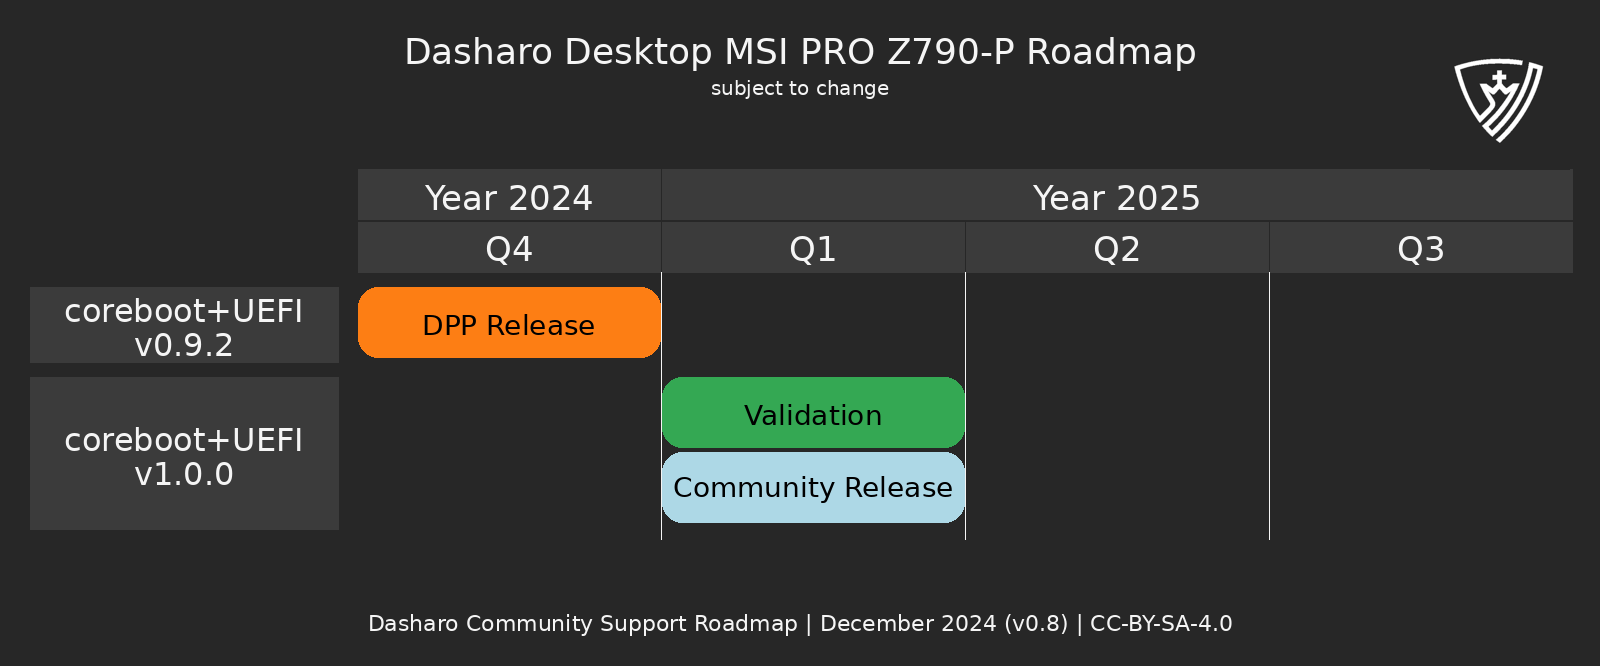 Dasharo Desktop MSI PRO Z790-P Roadmap
subject to change
Year 2024
Year 2025
Q4
Q1
Q2
Q3
coreboot+UEFI
v0.9.2
DPP Release
coreboot+UEFI
v1.0.0
Validation
Community Release
Dasharo Community Support Roadmap | December 2024 (v0.8) | CC-BY-SA-4.0